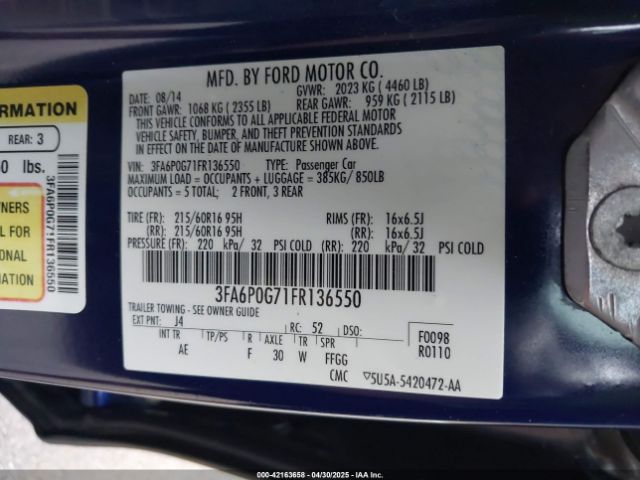 MFD. BY FORD MOTOR CO.
08/14 GVWR: 2023 KG ( 4460 LB)
FRONT GAWR: 1068 KG ( 2355 LB) REAR GAWR: 959 KG ( 2115 LB)
THIS VEHICLE CONFORMS TO ALL APPLICABLE FEDERAL MOTOR
VEHICLE SAFETY, BUMPER, AND THEFT PREVENTION STANDARDS
IN EFFECT ON THE DATE OF MANUFACTURE SHOWN ABOVE.
VIN: 3FA6P0G71FR136550 TYPE: Passenger Car
MAXIMUM LOAD = OCCUPANTS + LUGGAGE = 385KG/ 850LB
OCCUPANTS = 5 TOTAL; 2 FRONT, 3 REAR
TIRE (FR): 215/60R16 95H RIMS (FR): 16x6.5J
(RR): 215/60R16 95H (RR): 16x6.5J
PRESSURE (FR): 220 kPa/ 32 PSI COLD (RR): 220 kPa/ 32 PSI COLD
3FA6P0G71FR136550
TRAILER TOWING - SEE OWNER GUIDE
EXT PNT: J4 RC: 52 DSO: F0098
INT TR TP/PS R AXLE TR SPR R0110
AE F 30 W FFGG
CMC ▽5U5A-5420472-AA
ORMATION
REAR: 3
0 lbs.
3FA6P0G71FR136550
NERS
L FOR
ONAL
MATION
000-42163658 - 04/30/2025 - IAA Inc.